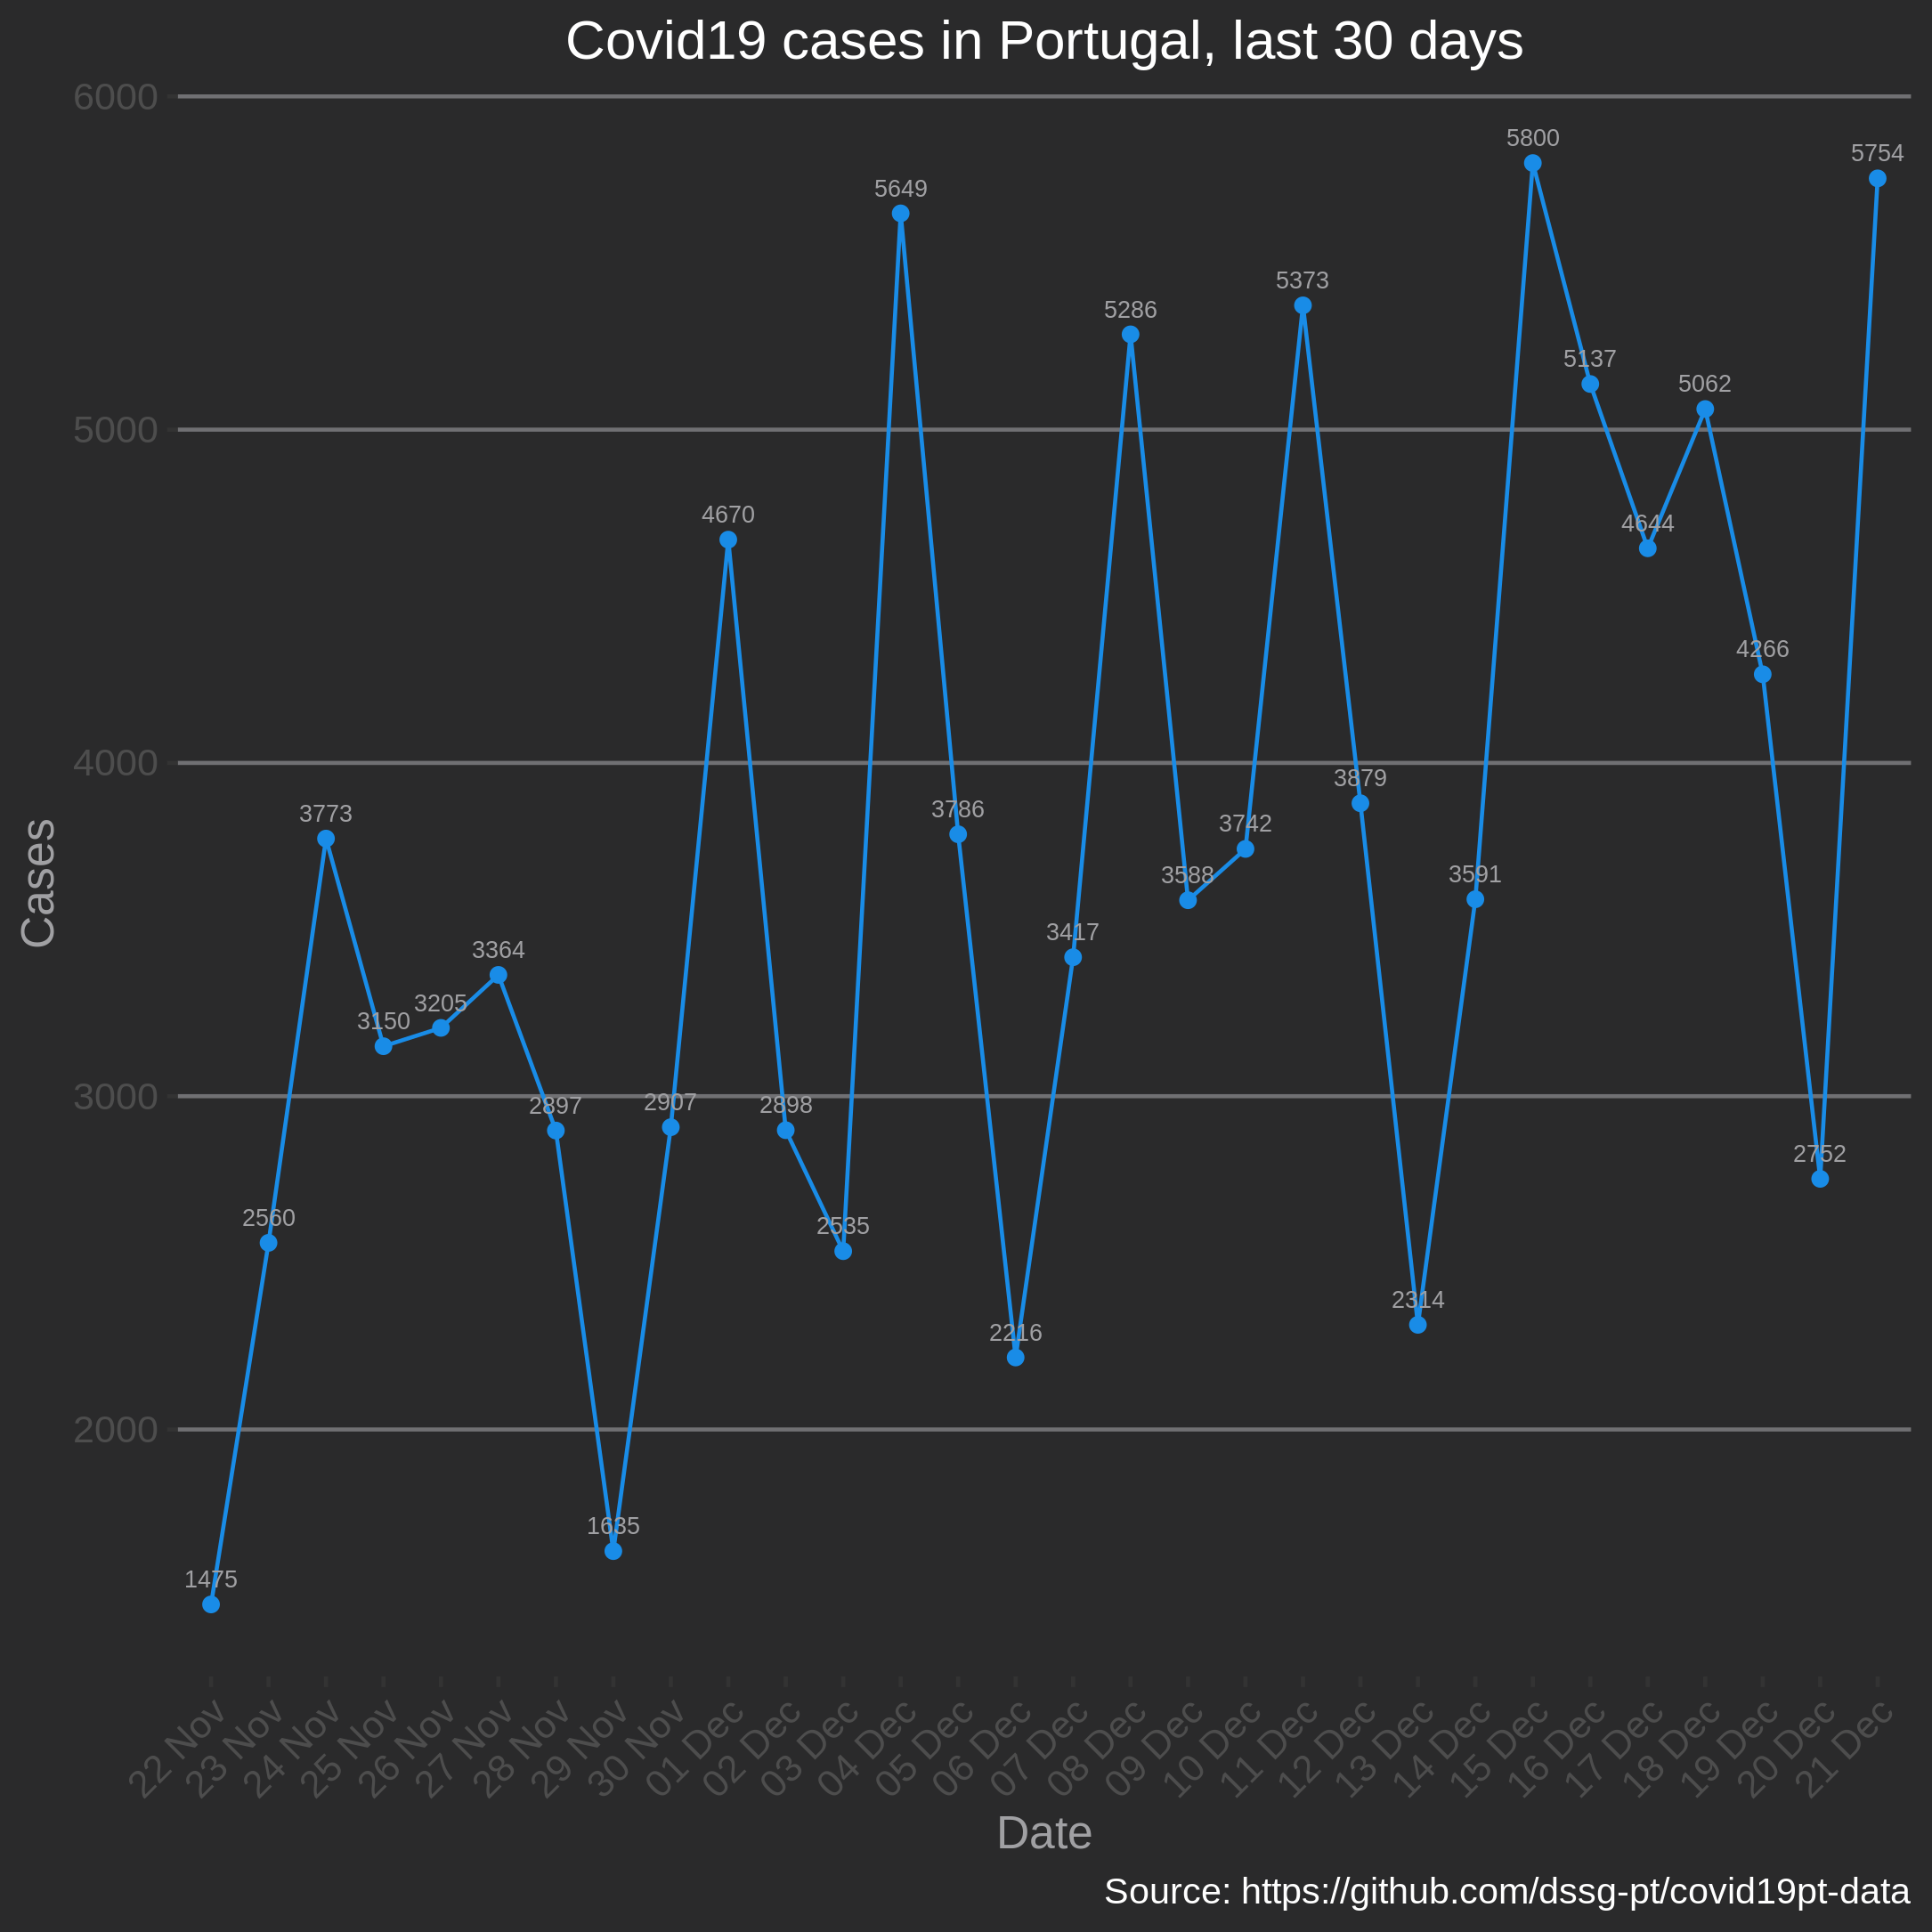 Covid19 cases in Portugal, last 30 days
6000
5000
4000
3000
2000
Cases
1475
2560
3773
3150
3205
3364
2897
1635
2907
4670
2898
2535
5649
3786
2216
3417
5286
3588
3742
5373
3879
2314
3591
5800
5137
4644
5062
4266
2752
5754
22 Nov
23 Nov
24 Nov
25 Nov
26 Nov
27 Nov
28 Nov
29 Nov
30 Nov
01 Dec
02 Dec
03 Dec
04 Dec
05 Dec
06 Dec
07 Dec
08 Dec
09 Dec
10 Dec
11 Dec
12 Dec
13 Dec
14 Dec
15 Dec
16 Dec
17 Dec
18 Dec
19 Dec
20 Dec
21 Dec
Date
Source: https://github.com/dssg-pt/covid19pt-data